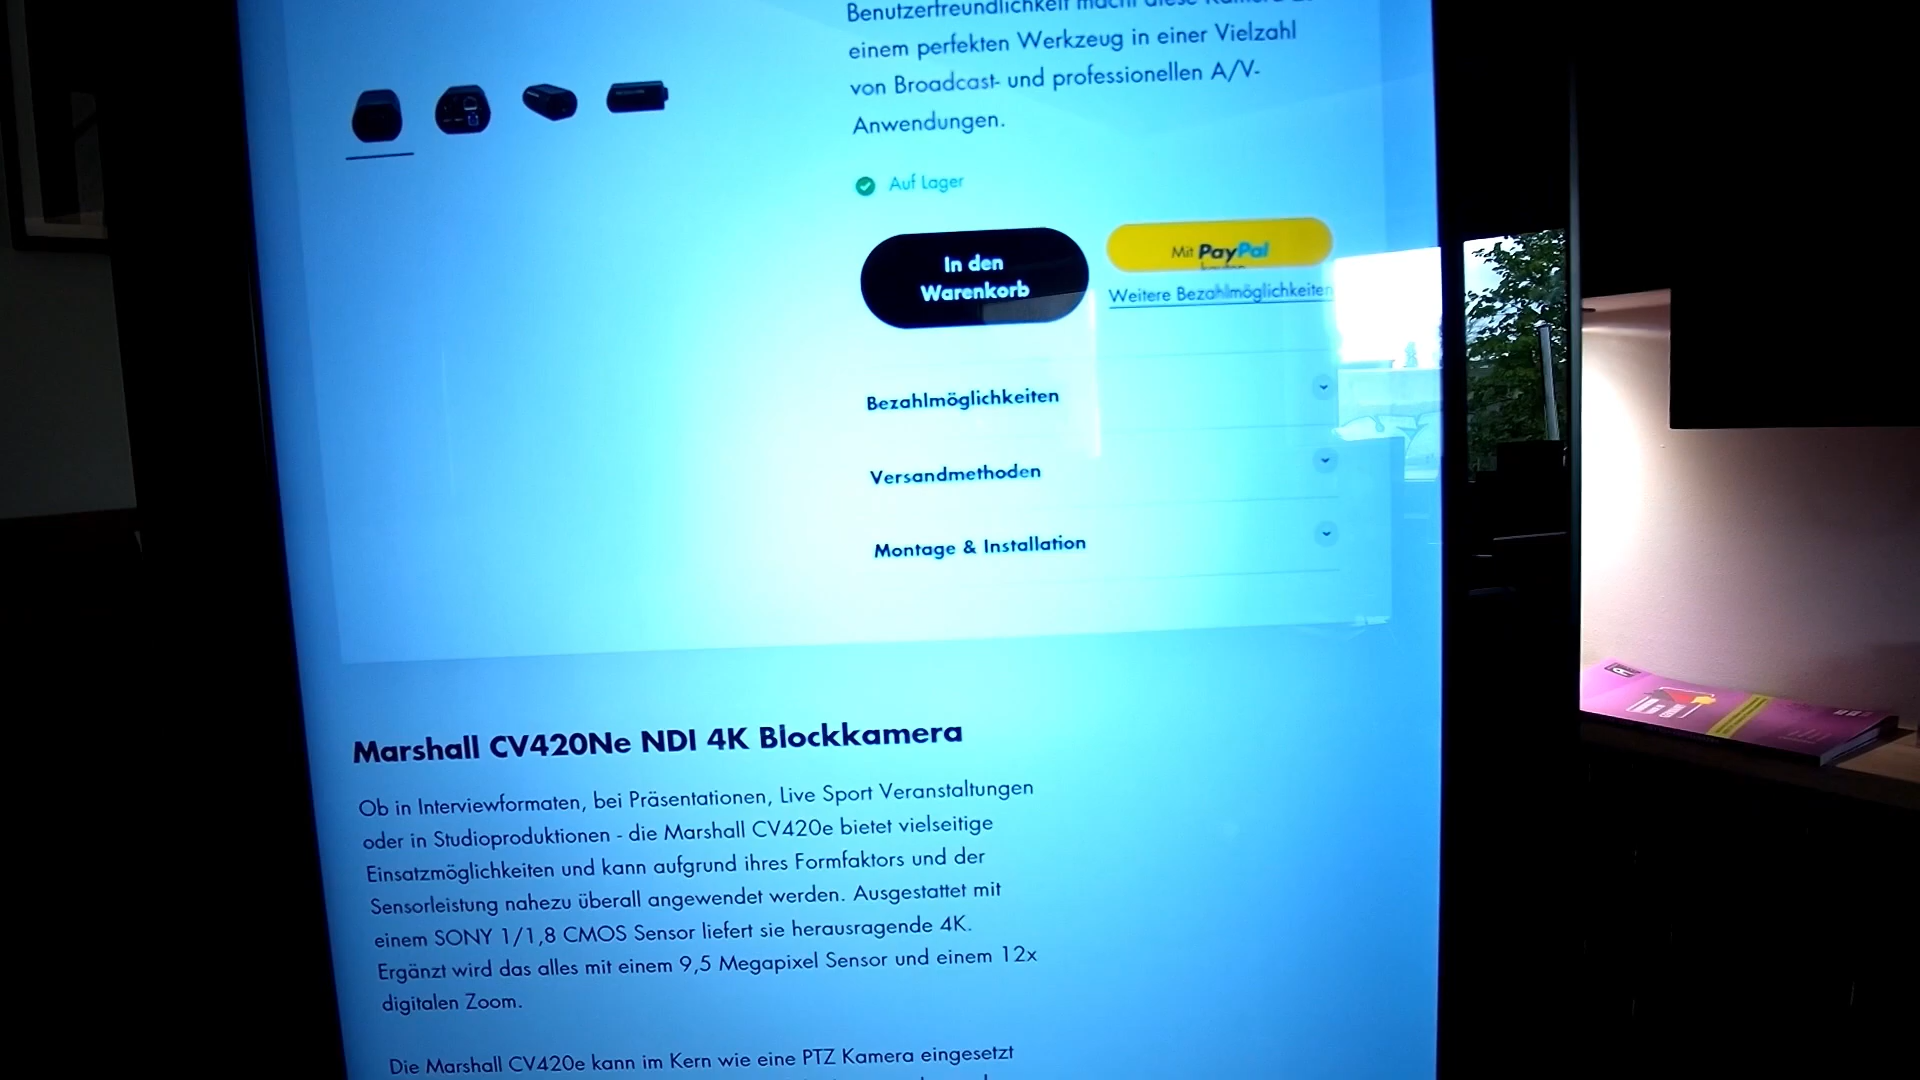 Benutzerfreundlichkeit macht diese Kamera zu
einem perfekten Werkzeug in einer Vielzahl
von Broadcast- und professionellen A/V-
Anwendungen.
Auf Lager
In den
Warenkorb
Mit PayPal
Weitere Bezahlmöglichkeiten
Bezahlmöglichkeiten
Versandmethoden
Montage & Installation
Marshall CV420Ne NDI 4K Blockkamera
Ob in Interviewformaten, bei Präsentationen, Live Sport Veranstaltungen
oder in Studioproduktionen - die Marshall CV420e bietet vielseitige
Einsatzmöglichkeiten und kann aufgrund ihres Formfaktors und der
Sensorleistung nahezu überall angewendet werden. Ausgestattet mit
einem SONY 1/1,8 CMOS Sensor liefert sie herausragende 4K.
Ergänzt wird das alles mit einem 9,5 Megapixel Sensor und einem 12x
digitalen Zoom.
Die Marshall CV420e kann im Kern wie eine PTZ Kamera eingesetzt